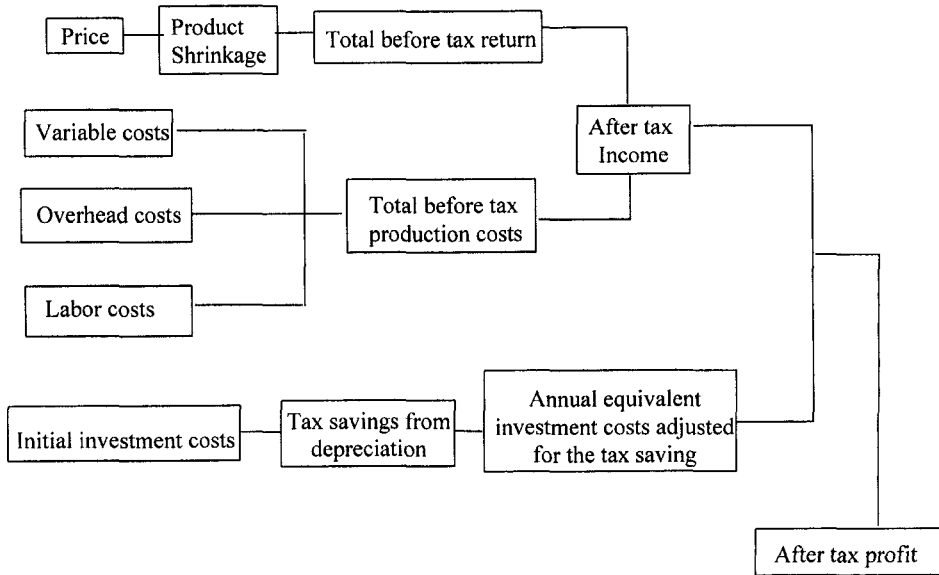 Price
Product
Shrinkage
Total before tax return
Variable costs
After tax
Income
Overhead costs
Total before tax
production costs
Labor costs
Initial investment costs
Tax savings from
depreciation
Annual equivalent
investment costs adjusted
for the tax saving
After tax profit